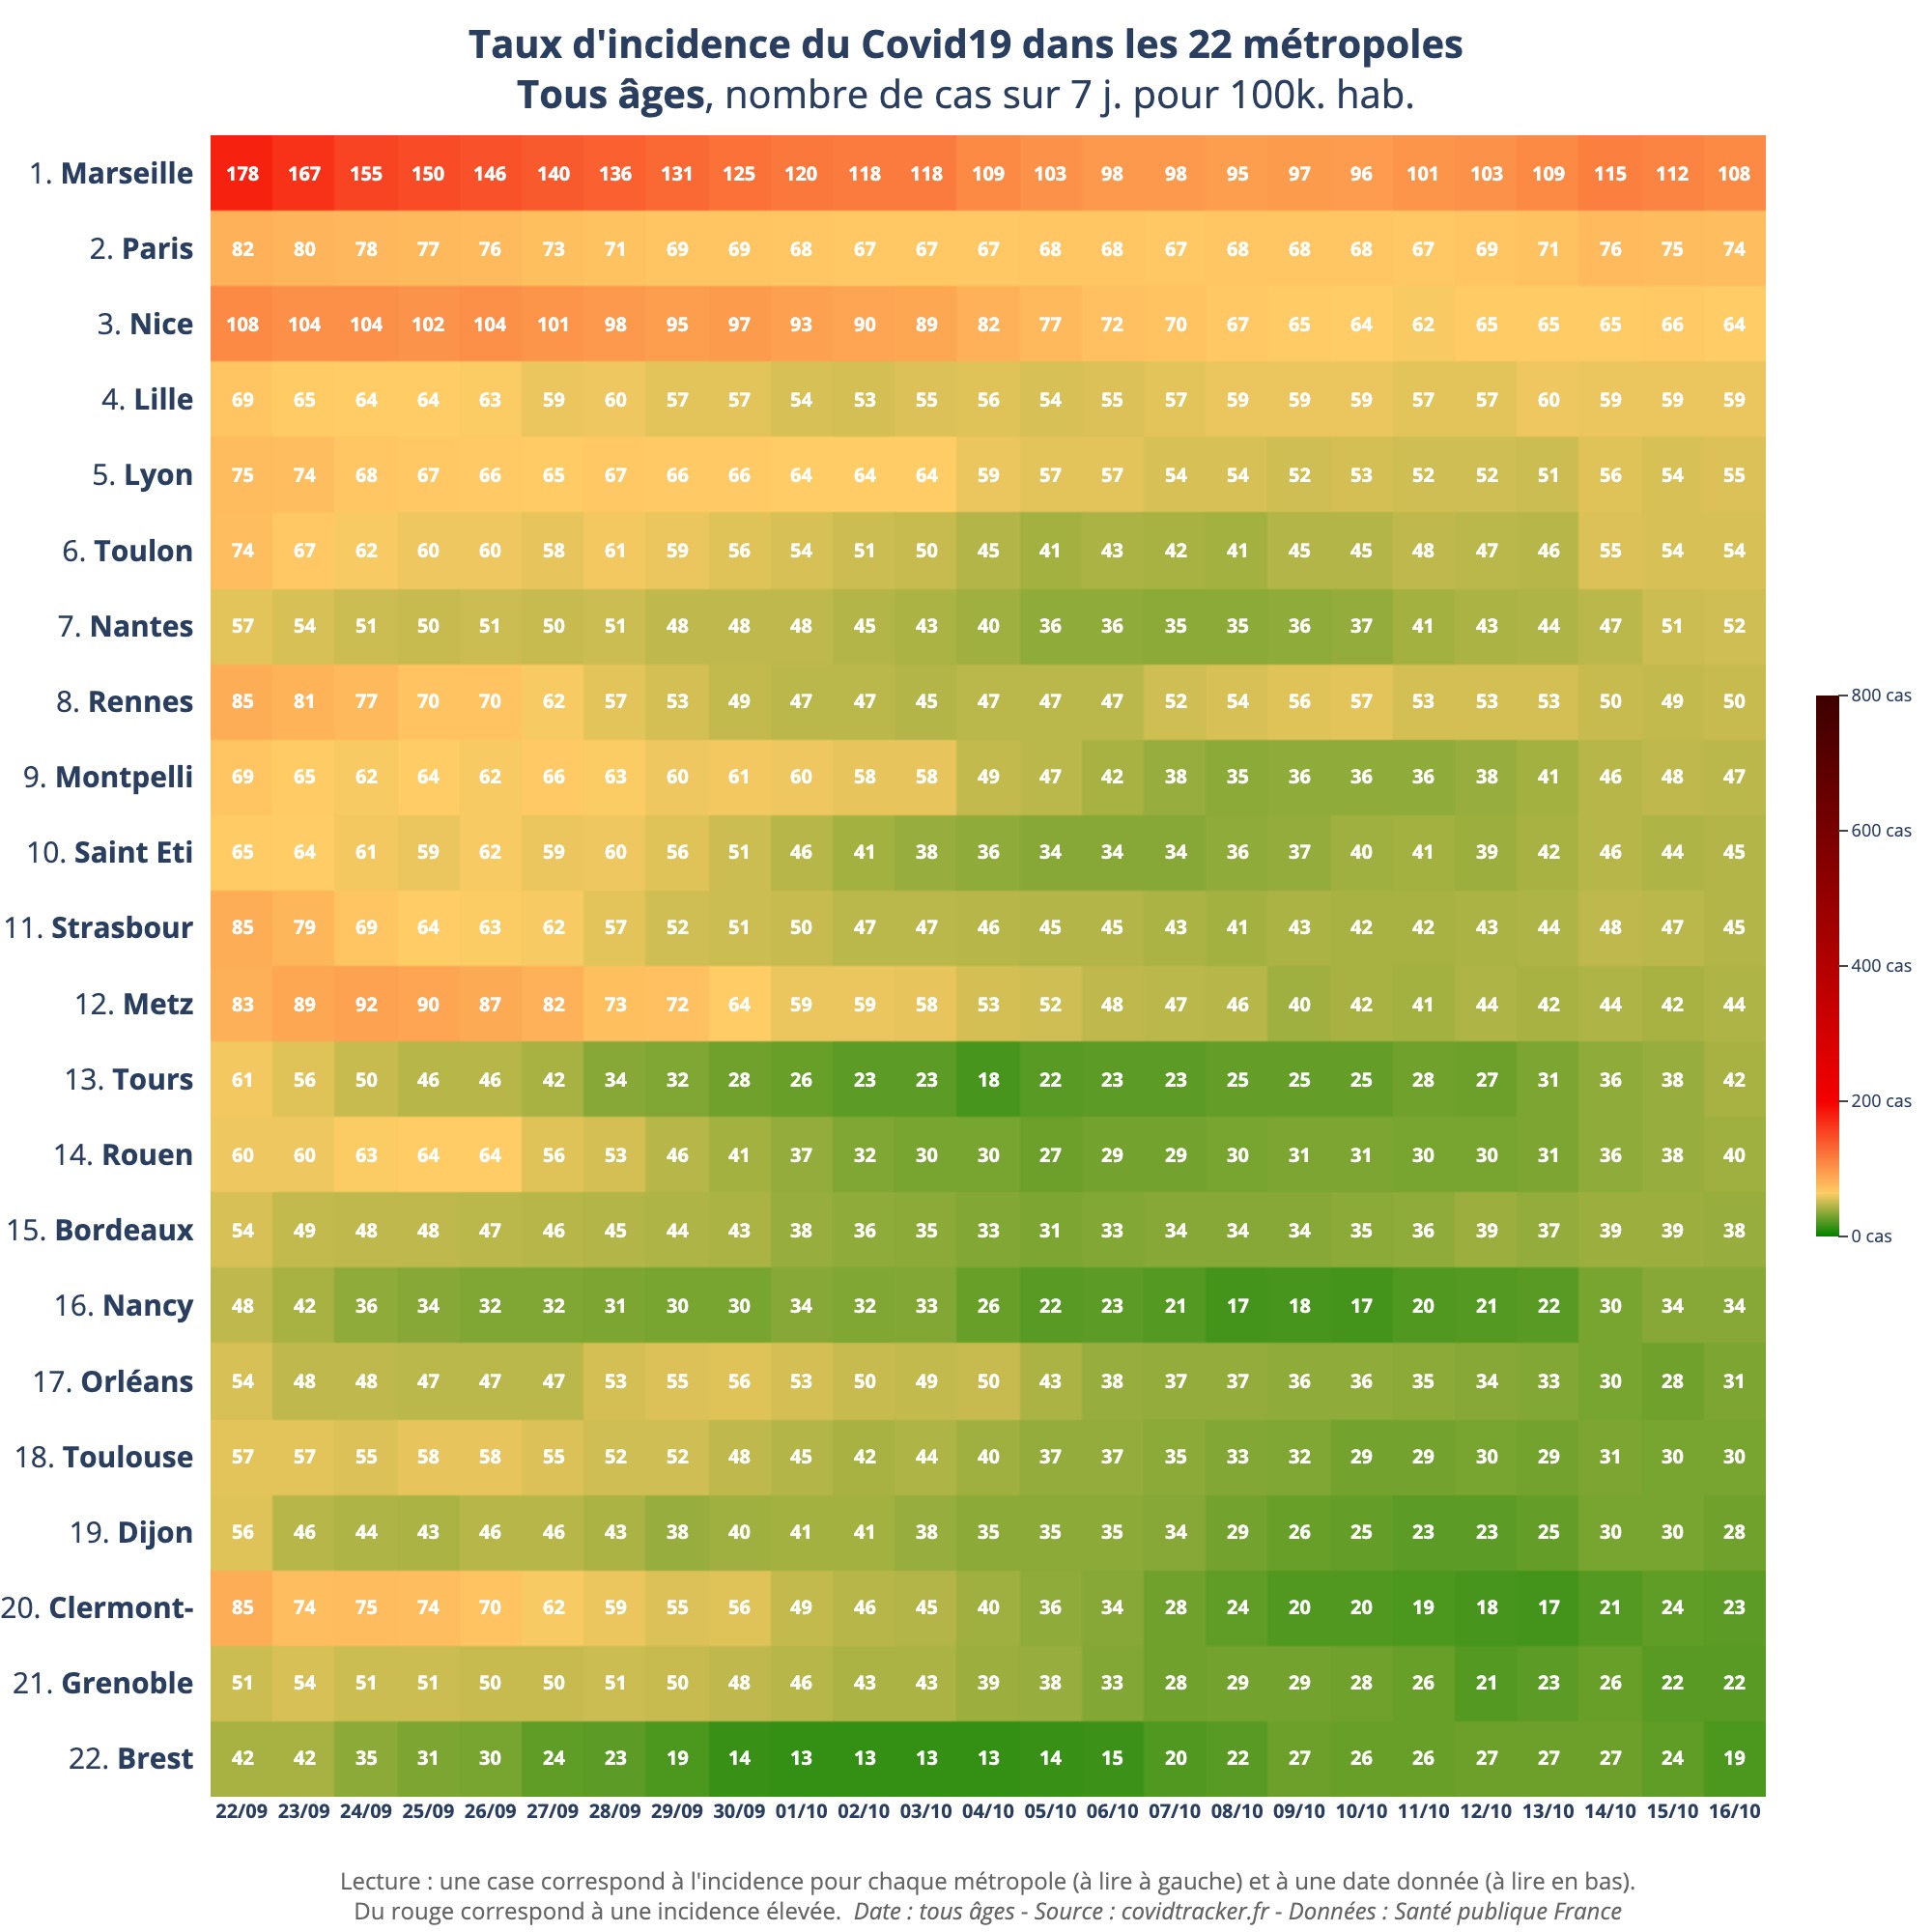 Taux d'incidence du Covid19 dans les 22 métropoles
Tous âges, nombre de cas sur 7 j. pour 100k. hab.
1. Marseille 178 167 155 150 146 140 136 131 125 120 118 118 109 103 98 98 95 97 96 101 103 109 115 112 108
2. Paris 82 80 78 77 76 73 71 69 69 68 67 67 67 68 68 67 68 68 68 67 69 71 76 75 74
3. Nice 108 104 104 102 104 101 98 95 97 93 90 89 82 77 72 70 67 65 64 62 65 65 65 66 64
4. Lille 69 65 64 64 63 59 60 57 57 54 53 55 56 54 55 57 59 59 59 57 57 60 59 59 59
5. Lyon 75 74 68 67 66 65 67 66 66 64 64 64 59 57 57 54 54 52 53 52 52 51 56 54 55
6. Toulon 74 67 62 60 60 58 61 59 56 54 51 50 45 41 43 42 41 45 45 48 47 46 55 54 54
7. Nantes 57 54 51 50 51 50 51 48 48 48 45 43 40 36 36 35 35 36 37 41 43 44 47 51 52
8. Rennes 85 81 77 70 70 62 57 53 49 47 47 45 47 47 47 52 54 56 57 53 53 53 50 49 50
9. Montpelli 69 65 62 64 62 66 63 60 61 60 58 58 49 47 42 38 35 36 36 36 38 41 46 48 47
10. Saint Eti 65 64 61 59 62 59 60 56 51 46 41 38 36 34 34 34 36 37 40 41 39 42 46 44 45
11. Strasbour 85 79 69 64 63 62 57 52 51 50 47 47 46 45 45 43 41 43 42 42 43 44 48 47 45
12. Metz 83 89 92 90 87 82 73 72 64 59 59 58 53 52 48 47 46 40 42 41 44 42 44 42 44
13. Tours 61 56 50 46 46 42 34 32 28 26 23 23 18 22 23 23 25 25 25 28 27 31 36 38 42
14. Rouen 60 60 63 64 64 56 53 46 41 37 32 30 30 27 29 29 30 31 31 30 30 31 36 38 40
15. Bordeaux 54 49 48 48 47 46 45 44 43 38 36 35 33 31 33 34 34 34 35 36 39 37 39 39 38
16. Nancy 48 42 36 34 32 32 31 30 30 34 32 33 26 22 23 21 17 18 17 20 21 22 30 34 34
17. Orléans 54 48 48 47 47 47 53 55 56 53 50 49 50 43 38 37 37 36 36 35 34 33 30 28 31
18. Toulouse 57 57 55 58 58 55 52 52 48 45 42 44 40 37 37 35 33 32 29 29 30 29 31 30 30
19. Dijon 56 46 44 43 46 46 43 38 40 41 41 38 35 35 35 34 29 26 25 23 23 25 30 30 28
20. Clermont- 85 74 75 74 70 62 59 55 56 49 46 45 40 36 34 28 24 20 20 19 18 17 21 24 23
21. Grenoble 51 54 51 51 50 50 51 50 48 46 43 43 39 38 33 28 29 29 28 26 21 23 26 22 22
22. Brest 42 42 35 31 30 24 23 19 14 13 13 13 13 14 15 20 22 27 26 26 27 27 27 24 19
22/09 23/09 24/09 25/09 26/09 27/09 28/09 29/09 30/09 01/10 02/10 03/10 04/10 05/10 06/10 07/10 08/10 09/10 10/10 11/10 12/10 13/10 14/10 15/10 16/10
800 cas
600 cas
400 cas
200 cas
0 cas
Lecture : une case correspond à l'incidence pour chaque métropole (à lire à gauche) et à une date donnée (à lire en bas).
Du rouge correspond à une incidence élevée. Date : tous âges - Source : covidtracker.fr - Données : Santé publique France